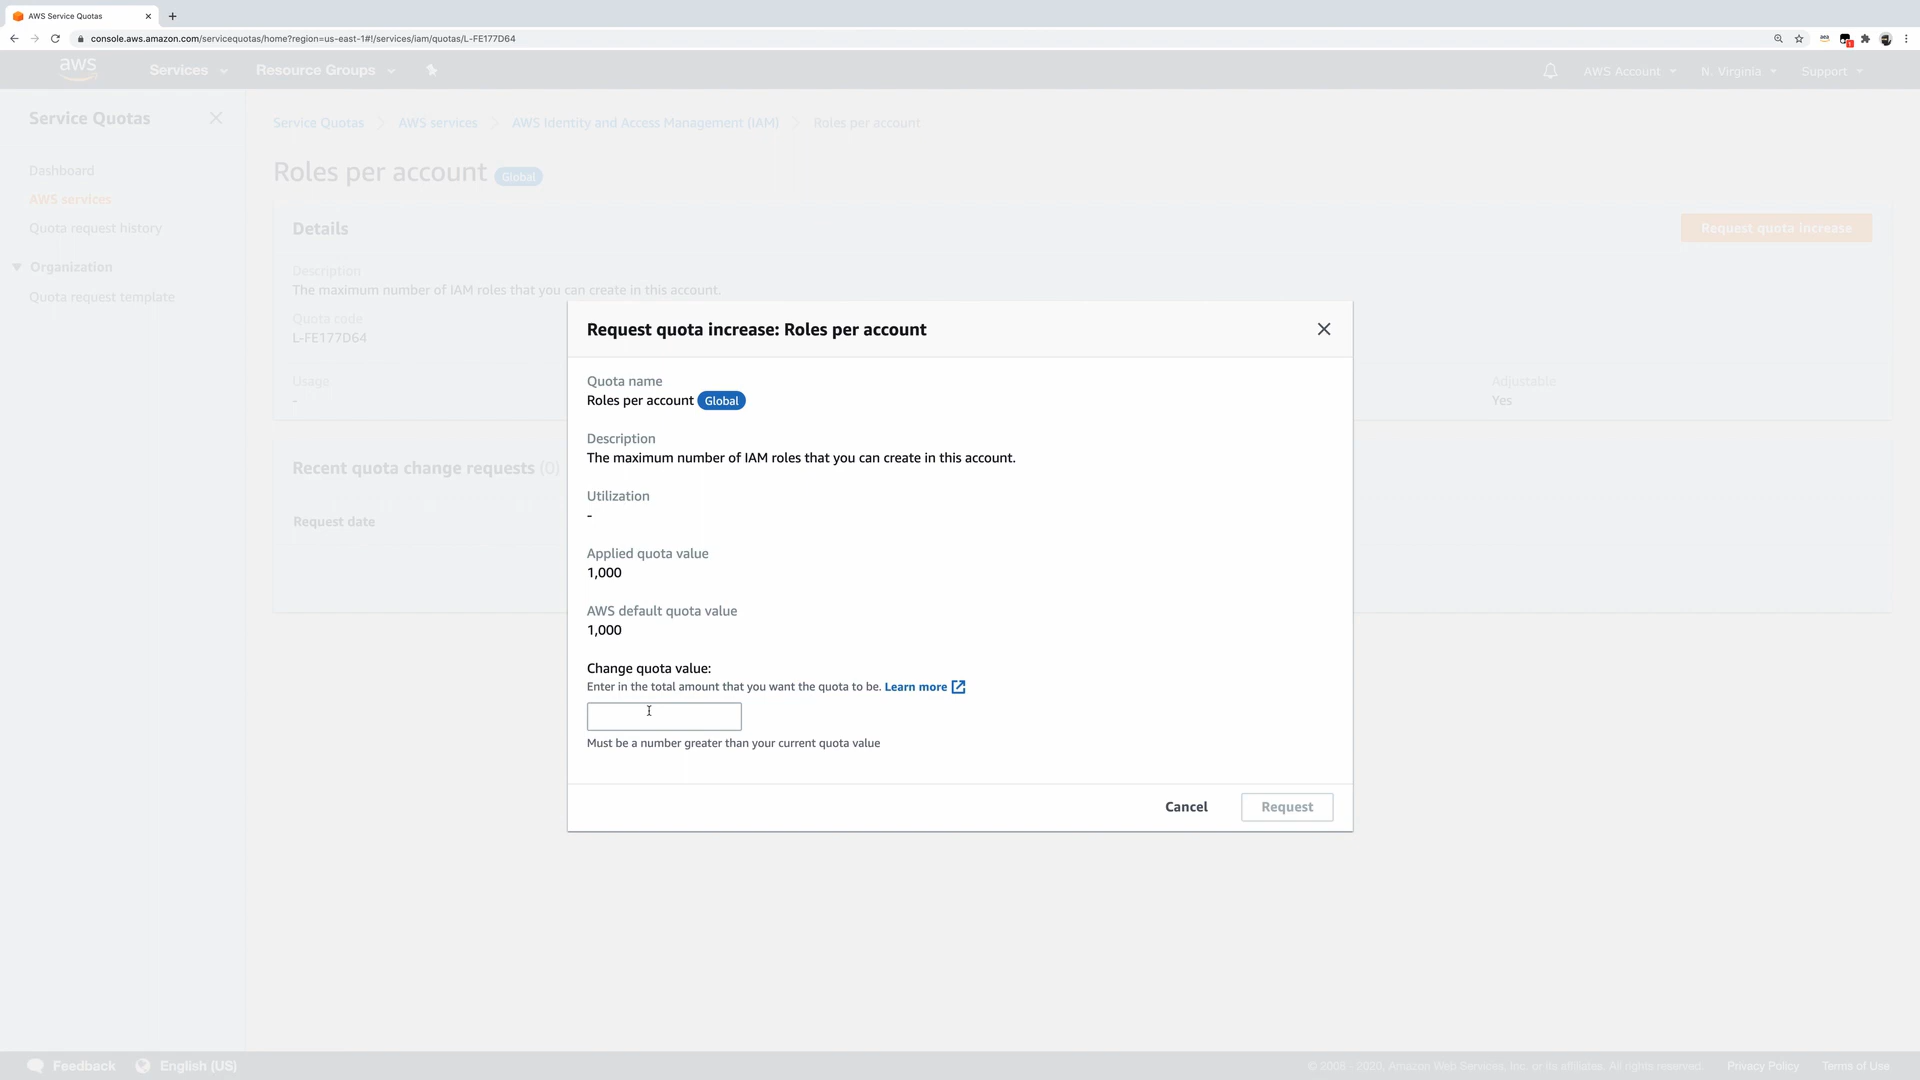 AWS Service Quotas
console.aws.amazon.com/servicequotas/home?region=us-east-1#!/services/iam/quotas/L-FE177D64
aws
Services
Resource Groups
AWS Account
N. Virginia
Support
Service Quotas
Dashboard
AWS services
Quota request history
Organization
Quota request template
Service Quotas
AWS services
AWS Identity and Access Management (IAM)
Roles per account
Roles per account Global
Details
Request quota increase
Description
The maximum number of IAM roles that you can create in this account.
Quota code
L-FE177D64
Usage
-
Adjustable
Yes
Recent quota change requests (0)
Request date
Request quota increase: Roles per account
Quota name
Roles per account Global
Description
The maximum number of IAM roles that you can create in this account.
Utilization
-
Applied quota value
1,000
AWS default quota value
1,000
Change quota value:
Enter in the total amount that you want the quota to be. Learn more
Must be a number greater than your current quota value
Cancel
Request
Feedback
English (US)
© 2008 - 2020, Amazon Web Services, Inc. or its affiliates. All rights reserved.
Privacy Policy
Terms of Use